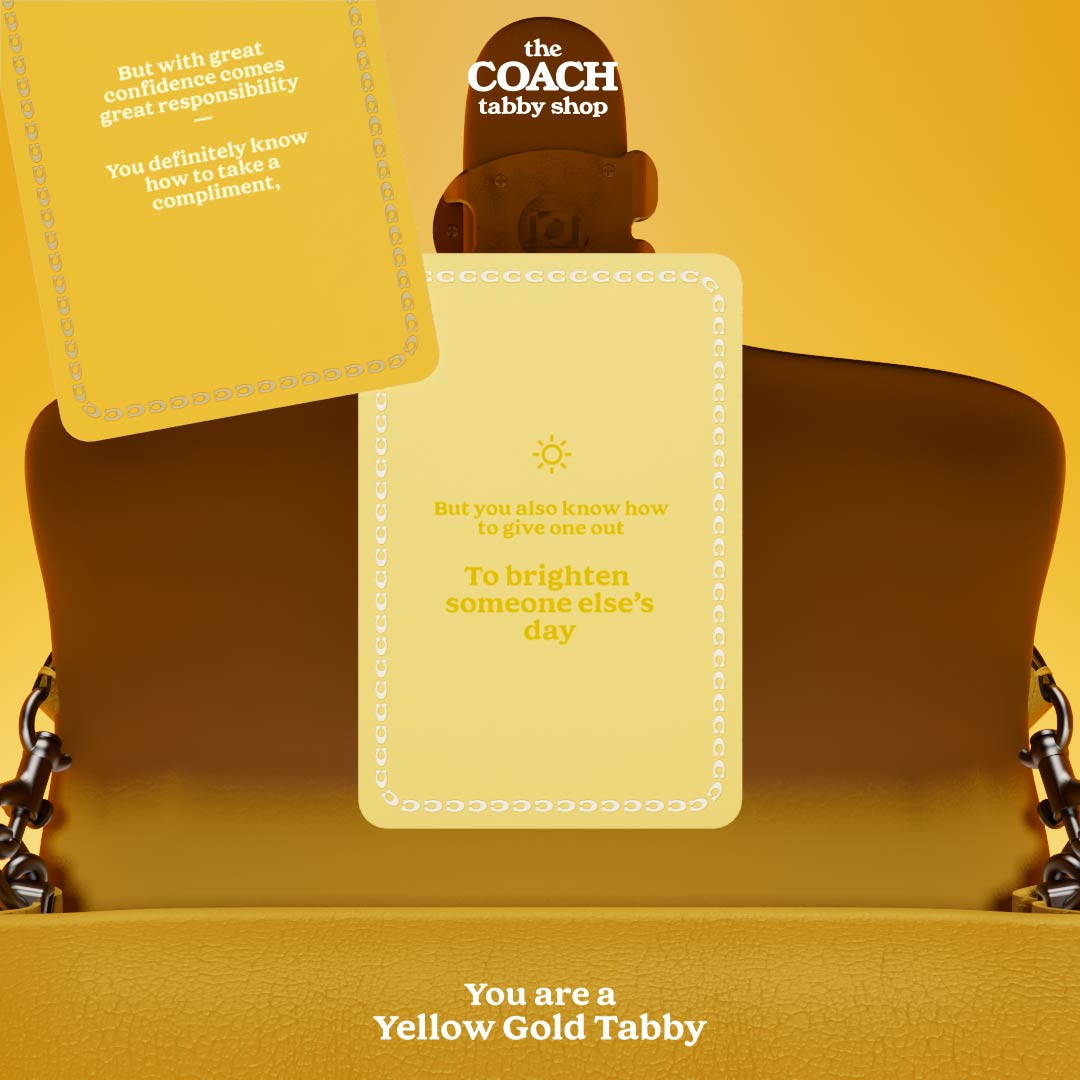 But with great
confidence comes
great responsibility
—
You definitely know
how to take a
compliment,
the
COACH
tabby shop
But you also know how
to give one out
To brighten
someone else's
day
You are a
Yellow Gold Tabby